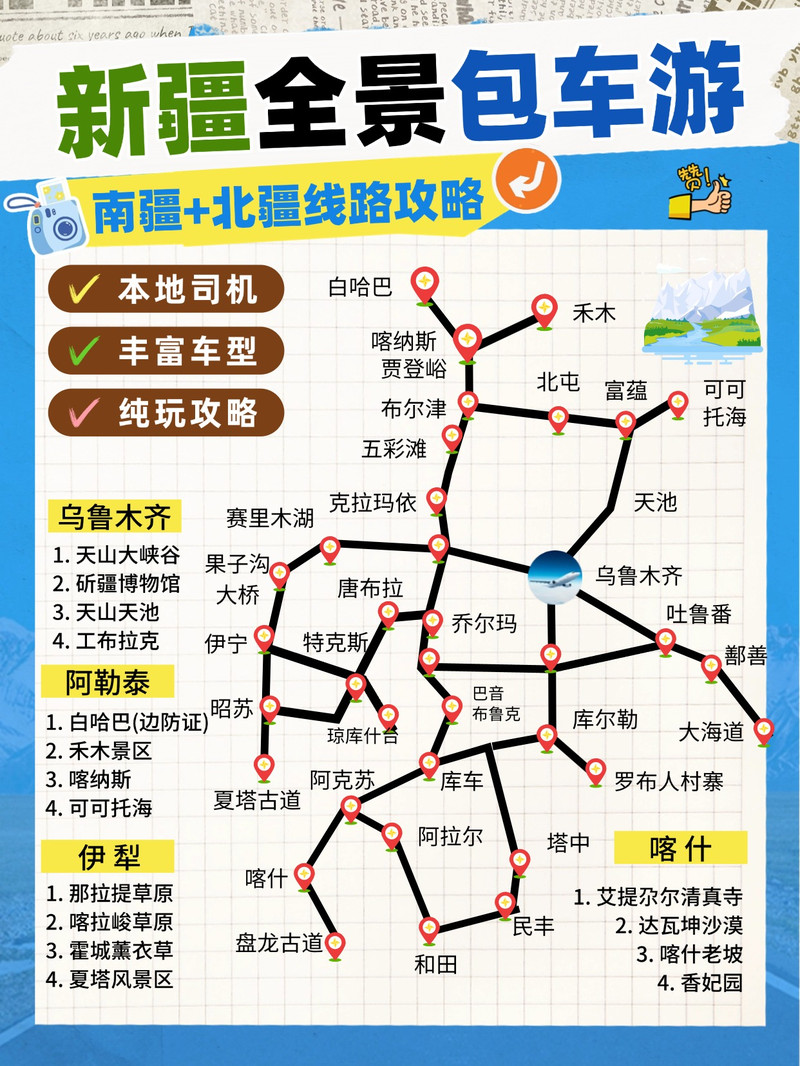 quote about six years ago when
新疆全景包车游
南疆+北疆线路攻略
赞!
本地司机
丰富车型
纯玩攻略
白哈巴
禾木
喀纳斯
贾登峪
北屯
富蕴
可可
托海
布尔津
五彩滩
克拉玛依
天池
赛里木湖
果子沟
大桥
唐布拉
乌鲁木齐
乔尔玛
吐鲁番
伊宁
特克斯
鄯善
昭苏
巴音
布鲁克
琼库什台
库尔勒
大海道
夏塔古道
阿克苏
库车
罗布人村寨
阿拉尔
塔中
喀什
盘龙古道
和田
民丰
乌鲁木齐
1. 天山大峡谷
2. 斫疆博物馆
3. 天山天池
4. 工布拉克
阿勒泰
1. 白哈巴(边防证)
2. 禾木景区
3. 喀纳斯
4. 可可托海
伊犁
1. 那拉提草原
2. 喀拉峻草原
3. 霍城薰衣草
4. 夏塔风景区
喀什
1. 艾提尕尔清真寺
2. 达瓦坤沙漠
3. 喀什老坡
4. 香妃园